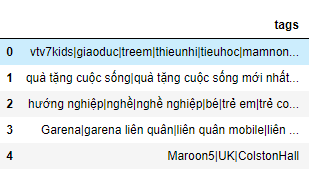 tags
0 vtv7kids|giaoduc|treem|thieunhi|tieuhoc|mamnon...
1 quà tặng cuộc sống|quà tặng cuộc sống mới nhất...
2 hướng nghiệp|nghề|nghề nghiệp|bé|trẻ em|trẻ co...
3 Garena|garena liên quân|liên quân mobile|liên ...
4 Maroon5|UK|ColstonHall